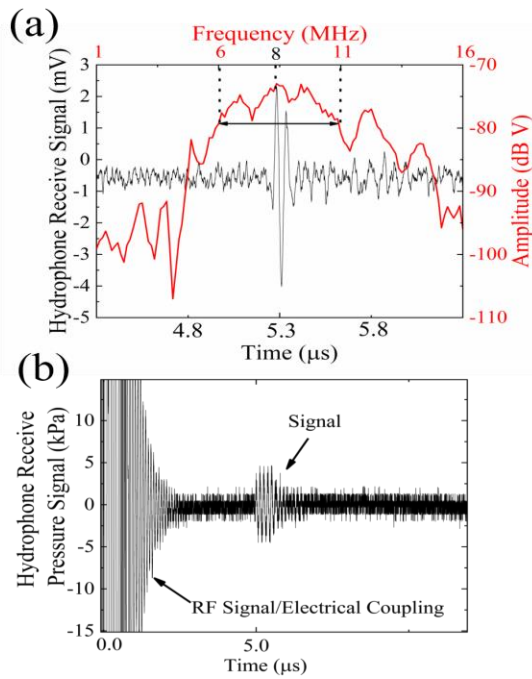 (a)
Frequency (MHz)
1 6 8 11 16
Hydrophone Receive Signal (mV)
5
4
3
2
1
0
-1
-2
-3
-4
-5
-70
-80
-90
-100
-110
Amplitude (dB V)
4.8 5.3 5.8
Time (μs)
(b)
Hydrophone Receive
Pressure Signal (kPa)
10
5
0
-5
-10
-15
Signal
RF Signal/Electrical Coupling
0.0 5.0
Time (μs)